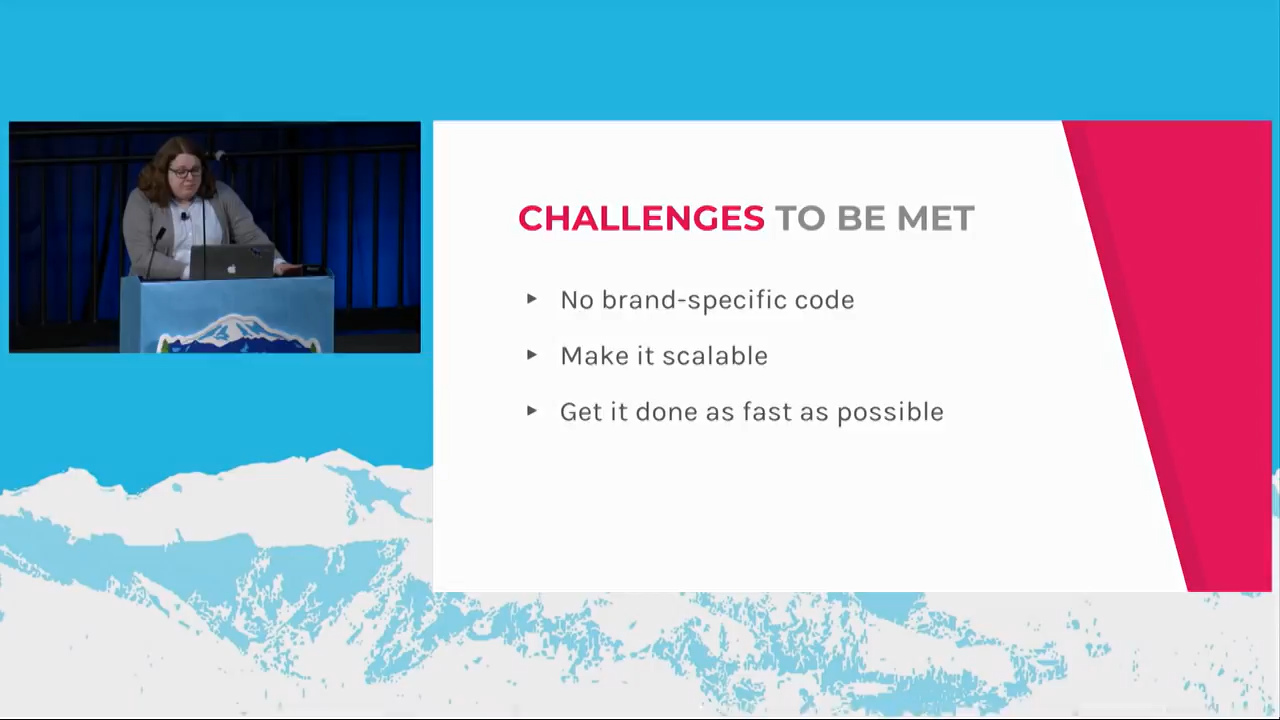 CHALLENGES TO BE MET
▸ No brand-specific code
▸ Make it scalable
▸ Get it done as fast as possible